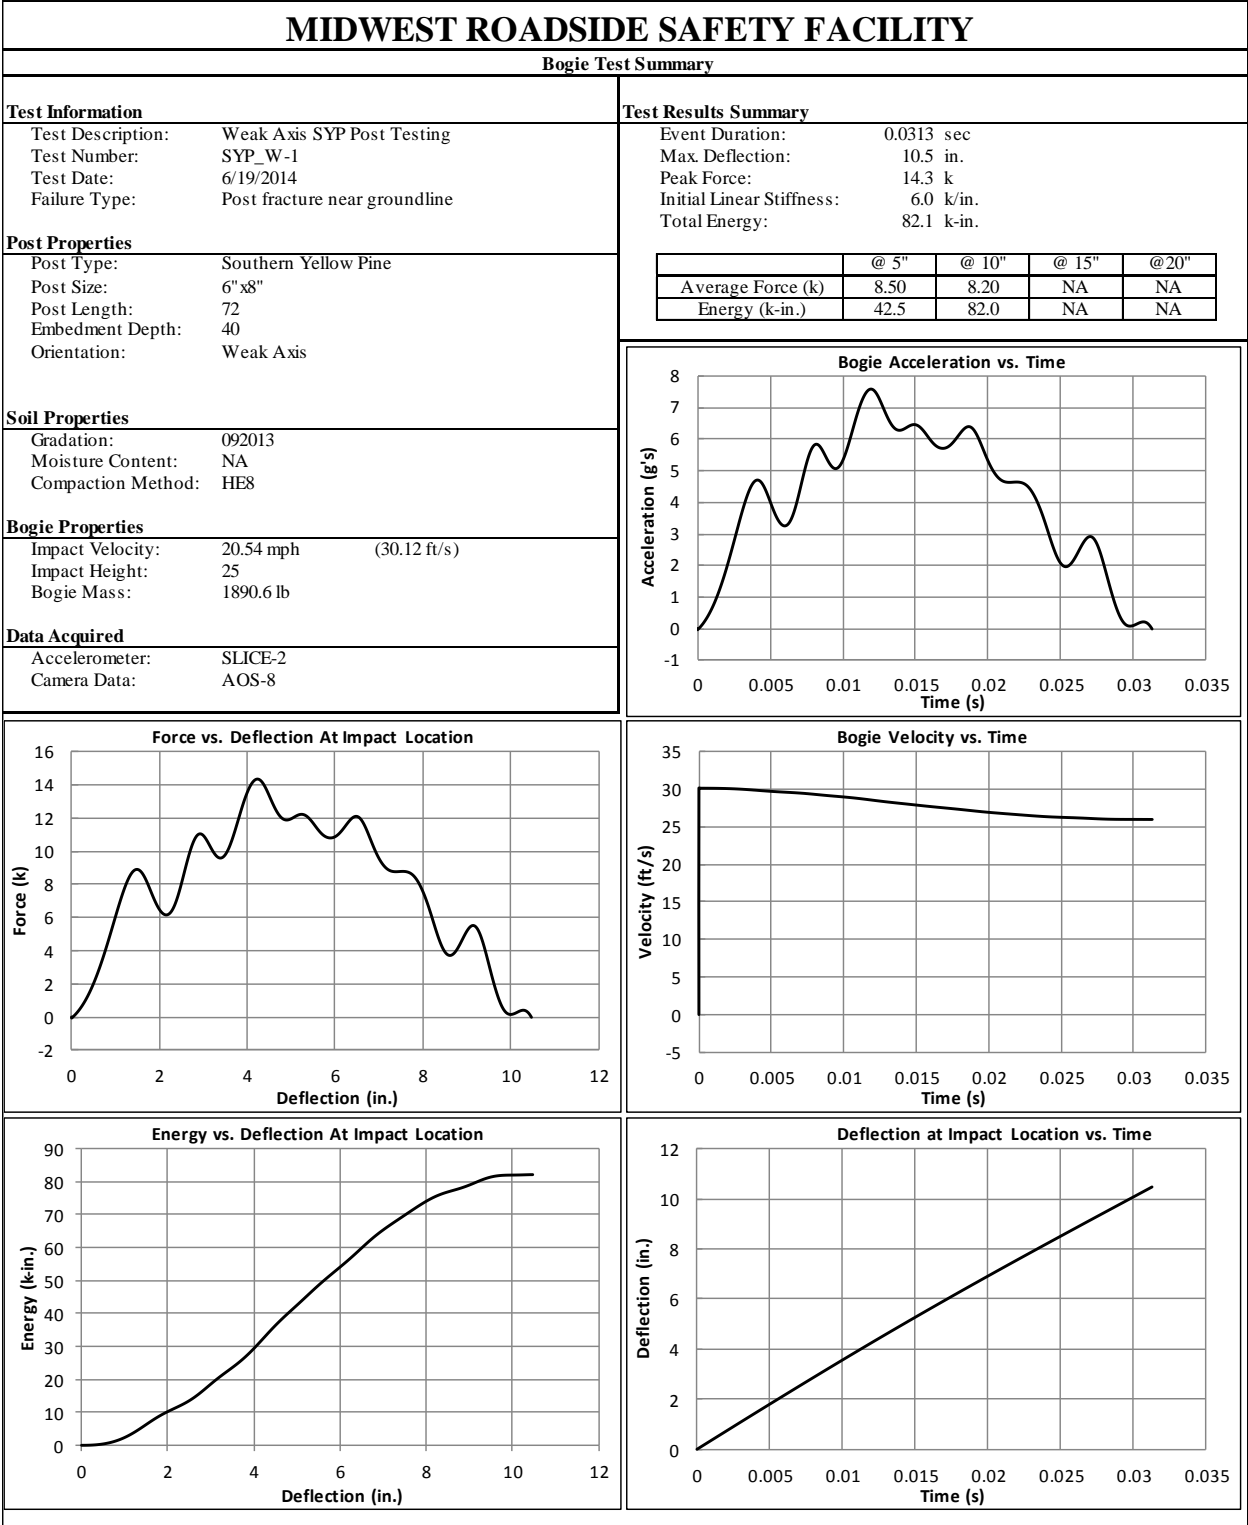 MIDWEST ROADSIDE SAFETY FACILITY
Bogie Test Summary
Test Information
Test Description: Weak Axis SYP Post Testing
Test Number: SYP_W-1
Test Date: 6/19/2014
Failure Type: Post fracture near groundline
Post Properties
Post Type: Southern Yellow Pine
Post Size: 6"x8"
Post Length: 72
Embedment Depth: 40
Orientation: Weak Axis
Soil Properties
Gradation: 092013
Moisture Content: NA
Compaction Method: HE8
Bogie Properties
Impact Velocity: 20.54 mph (30.12 ft/s)
Impact Height: 25
Bogie Mass: 1890.6 lb
Data Acquired
Accelerometer: SLICE-2
Camera Data: AOS-8
Test Results Summary
Event Duration: 0.0313 sec
Max. Deflection: 10.5 in.
Peak Force: 14.3 k
Initial Linear Stiffness: 6.0 k/in.
Total Energy: 82.1 k-in.
@ 5" @ 10" @ 15" @20"
Average Force (k) 8.50 8.20 NA NA
Energy (k-in.) 42.5 82.0 NA NA
Bogie Acceleration vs. Time
8
7
6
5
4
3
2
1
0
-1
Acceleration (g's)
0 0.005 0.01 0.015 0.02 0.025 0.03 0.035
Time (s)
Force vs. Deflection At Impact Location
16
14
12
10
8
6
4
2
0
-2
Force (k)
0 2 4 6 8 10 12
Deflection (in.)
Bogie Velocity vs. Time
35
30
25
20
15
10
5
0
-5
Velocity (ft/s)
0 0.005 0.01 0.015 0.02 0.025 0.03 0.035
Time (s)
Energy vs. Deflection At Impact Location
90
80
70
60
50
40
30
20
10
0
Energy (k-in.)
0 2 4 6 8 10 12
Deflection (in.)
Deflection at Impact Location vs. Time
12
10
8
6
4
2
0
Deflection (in.)
0 0.005 0.01 0.015 0.02 0.025 0.03 0.035
Time (s)